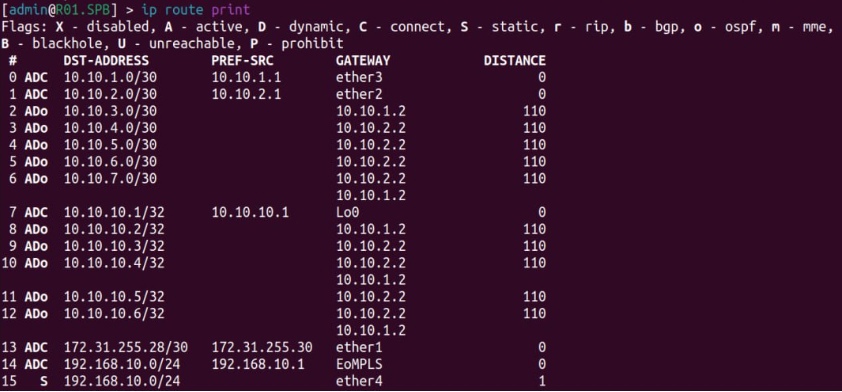 [admin@R01.SPB] > ip route print
Flags: X - disabled, A - active, D - dynamic, C - connect, S - static, r - rip, b - bgp, o - ospf, m - mme,
B - blackhole, U - unreachable, P - prohibit
 #      DST-ADDRESS        PREF-SRC        GATEWAY            DISTANCE
 0 ADC  10.10.1.0/30       10.10.1.1       ether3                    0
 1 ADC  10.10.2.0/30       10.10.2.1       ether2                    0
 2 ADo  10.10.3.0/30                       10.10.1.2               110
 3 ADo  10.10.4.0/30                       10.10.2.2               110
 4 ADo  10.10.5.0/30                       10.10.2.2               110
 5 ADo  10.10.6.0/30                       10.10.2.2               110
 6 ADo  10.10.7.0/30                       10.10.2.2               110
                                           10.10.1.2
 7 ADC  10.10.10.1/32      10.10.10.1      Lo0                       0
 8 ADo  10.10.10.2/32                      10.10.1.2               110
 9 ADo  10.10.10.3/32                      10.10.2.2               110
10 ADo  10.10.10.4/32                      10.10.2.2               110
                                           10.10.1.2
11 ADo  10.10.10.5/32                      10.10.2.2               110
12 ADo  10.10.10.6/32                      10.10.2.2               110
                                           10.10.1.2
13 ADC  172.31.255.28/30   172.31.255.30   ether1                    0
14 ADC  192.168.10.0/24    192.168.10.1    EoMPLS                    0
15   S  192.168.10.0/24                    ether4                    1